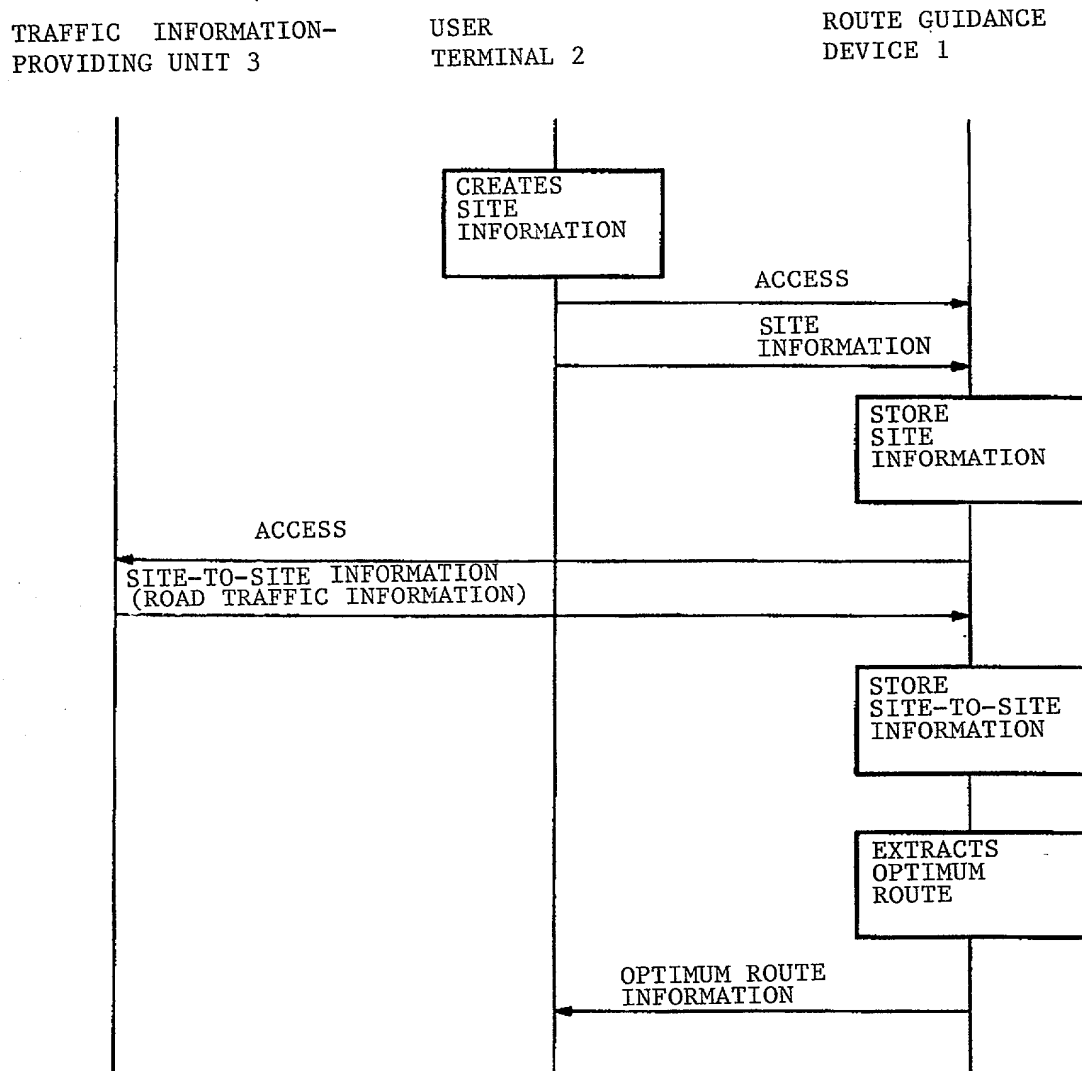 TRAFFIC INFORMATION-
PROVIDING UNIT 3
USER
TERMINAL 2
ROUTE GUIDANCE
DEVICE 1
CREATES
SITE
INFORMATION
ACCESS
SITE
INFORMATION
STORE
SITE
INFORMATION
ACCESS
SITE-TO-SITE INFORMATION
(ROAD TRAFFIC INFORMATION)
STORE
SITE-TO-SITE
INFORMATION
EXTRACTS
OPTIMUM
ROUTE
OPTIMUM ROUTE
INFORMATION